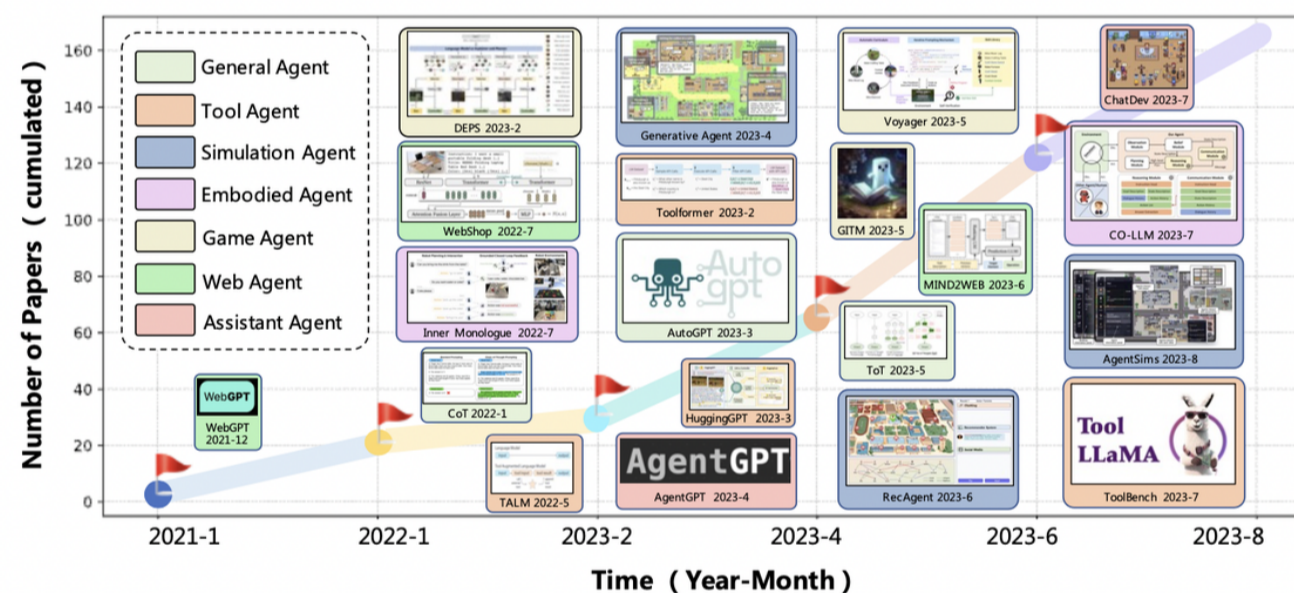 Number of Papers ( cumulated )
160
140
120
100
80
60
40
20
0
General Agent
Tool Agent
Simulation Agent
Embodied Agent
Game Agent
Web Agent
Assistant Agent
WebGPT
WebGPT
2021-12
DEPS 2023-2
WebShop 2022-7
Inner Monologue 2022-7
CoT 2022-1
TALM 2022-5
Generative Agent 2023-4
Toolformer 2023-2
Auto
gpt
AutoGPT 2023-3
HuggingGPT 2023-3
AgentGPT
AgentGPT 2023-4
Voyager 2023-5
GITM 2023-5
MIND2WEB 2023-6
ToT 2023-5
RecAgent 2023-6
ChatDev 2023-7
CO-LLM 2023-7
AgentSims 2023-8
Tool
LLaMA
ToolBench 2023-7
2021-1
2022-1
2023-2
2023-4
2023-6
2023-8
Time ( Year-Month )